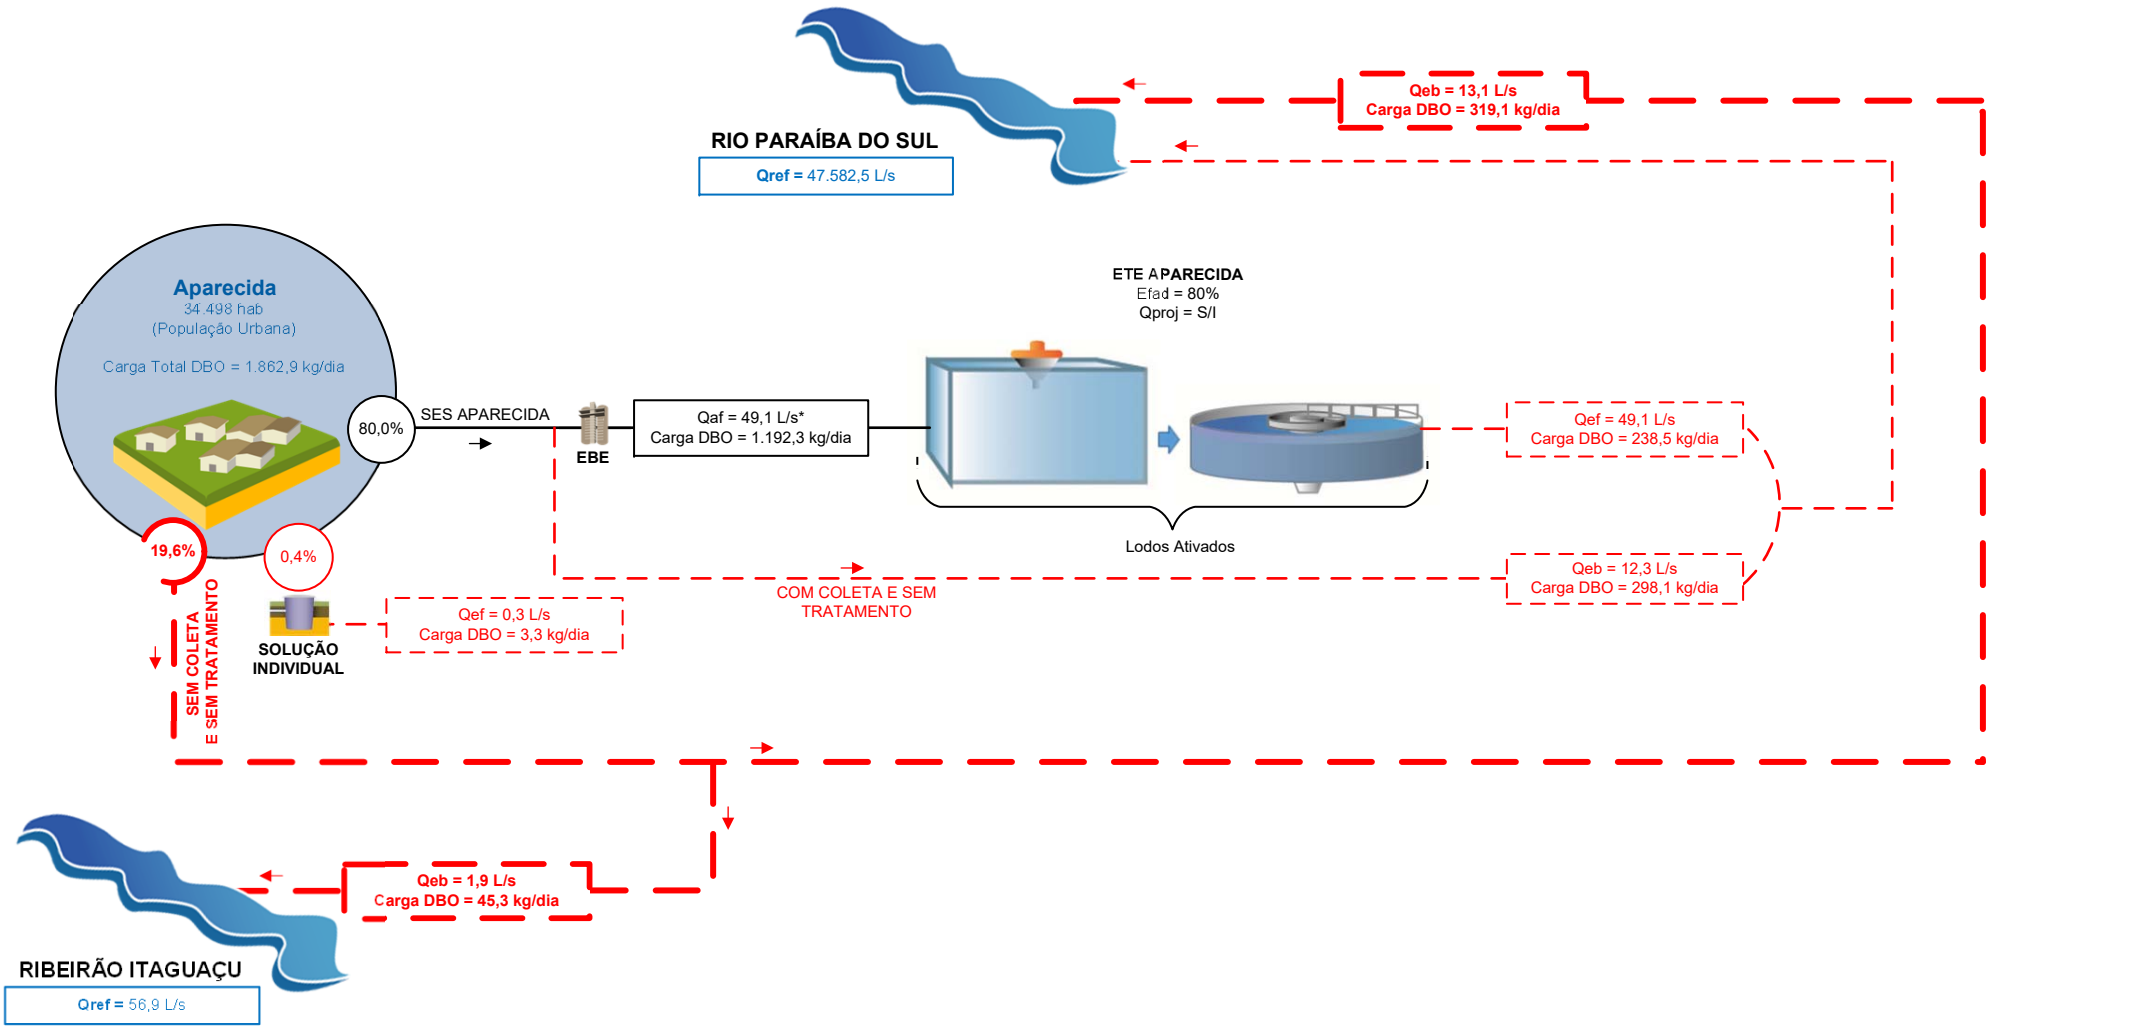 Qeb = 13,1 L/s
Carga DBO = 319,1 kg/dia
RIO PARAÍBA DO SUL
Qref = 47.582,5 L/s
Aparecida
34.498 hab
(População Urbana)
Carga Total DBO = 1.862,9 kg/dia
ETE APARECIDA
Efad = 80%
Qproj = S/I
80,0%
SES APARECIDA
EBE
Qaf = 49,1 L/s*
Carga DBO = 1.192,3 kg/dia
Qef = 49,1 L/s
Carga DBO = 238,5 kg/dia
Lodos Ativados
19,6%
0,4%
Qeb = 12,3 L/s
Carga DBO = 298,1 kg/dia
COM COLETA E SEM
TRATAMENTO
SEM COLETA
E SEM TRATAMENTO
Qef = 0,3 L/s
Carga DBO = 3,3 kg/dia
SOLUÇÃO
INDIVIDUAL
Qeb = 1,9 L/s
Carga DBO = 45,3 kg/dia
RIBEIRÃO ITAGUAÇU
Qref = 56,9 L/s